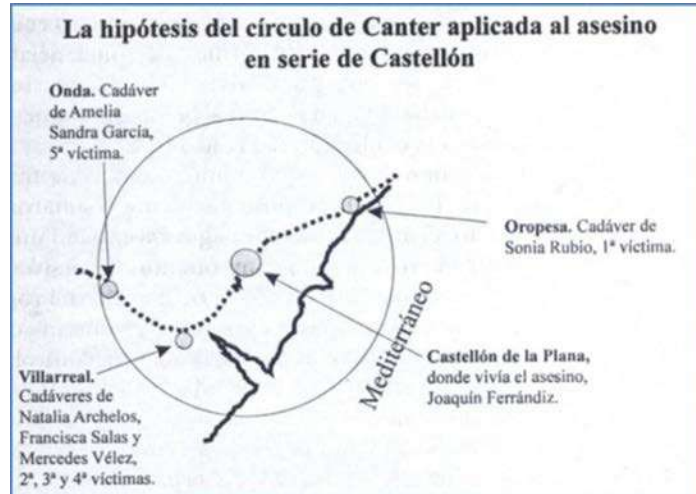 La hipótesis del círculo de Canter aplicada al asesino
en serie de Castellón
Onda. Cadáver
de Amelia
Sandra García,
5ª víctima.
Oropesa. Cadáver de
Sonia Rubio, 1ª víctima.
Mediterráneo
Castellón de la Plana,
donde vivía el asesino,
Joaquín Ferrándiz.
Villarreal.
Cadáveres de
Natalia Archelos,
Francisca Salas y
Mercedes Vélez,
2ª, 3ª y 4ª víctimas.